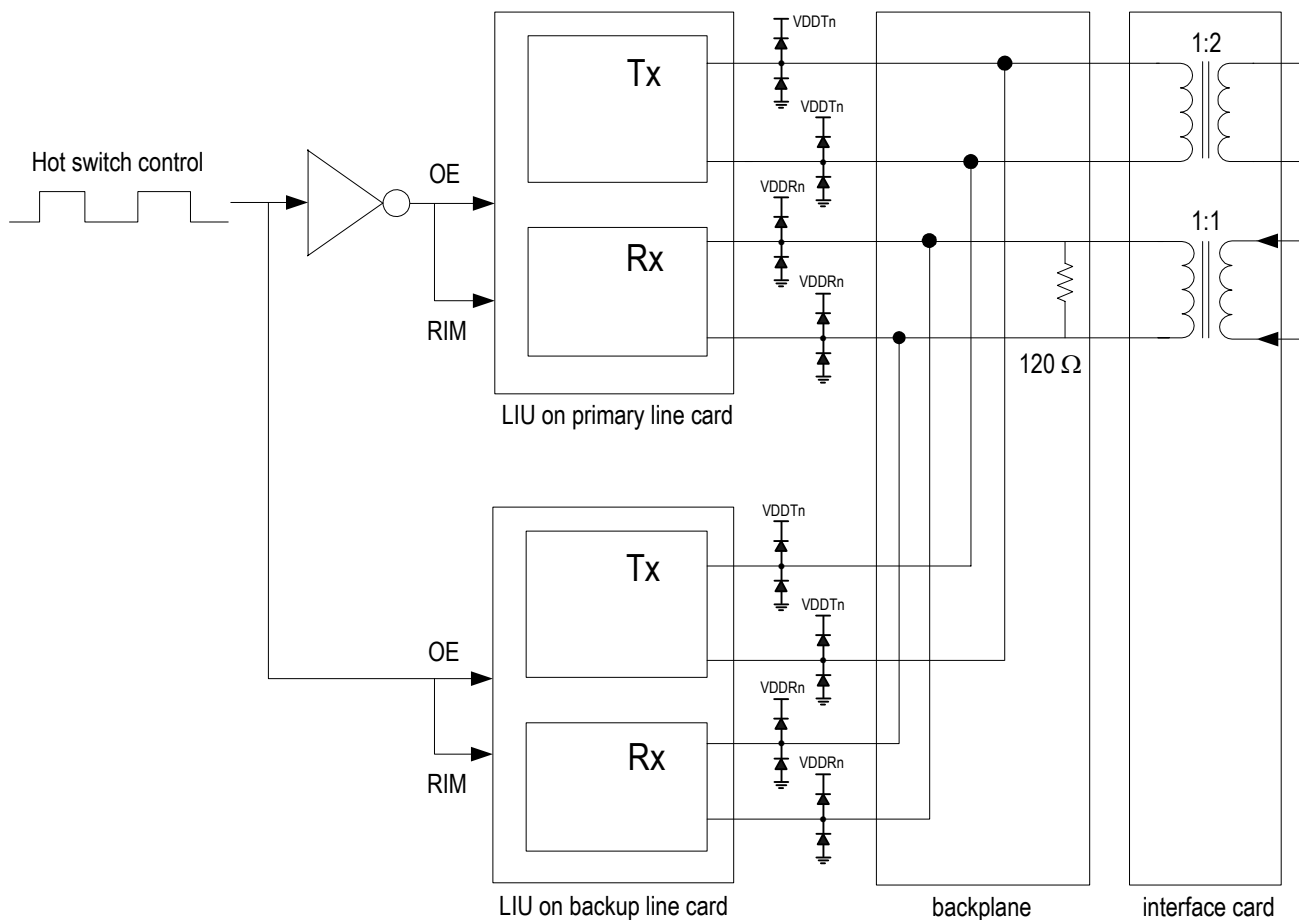 VDDTn
Tx
1:2
VDDTn
Hot switch control
OE
VDDRn
1:1
Rx
VDDRn
RIM
120 Ω
LIU on primary line card
VDDTn
Tx
VDDTn
OE
VDDRn
Rx
VDDRn
RIM
LIU on backup line card
backplane
interface card